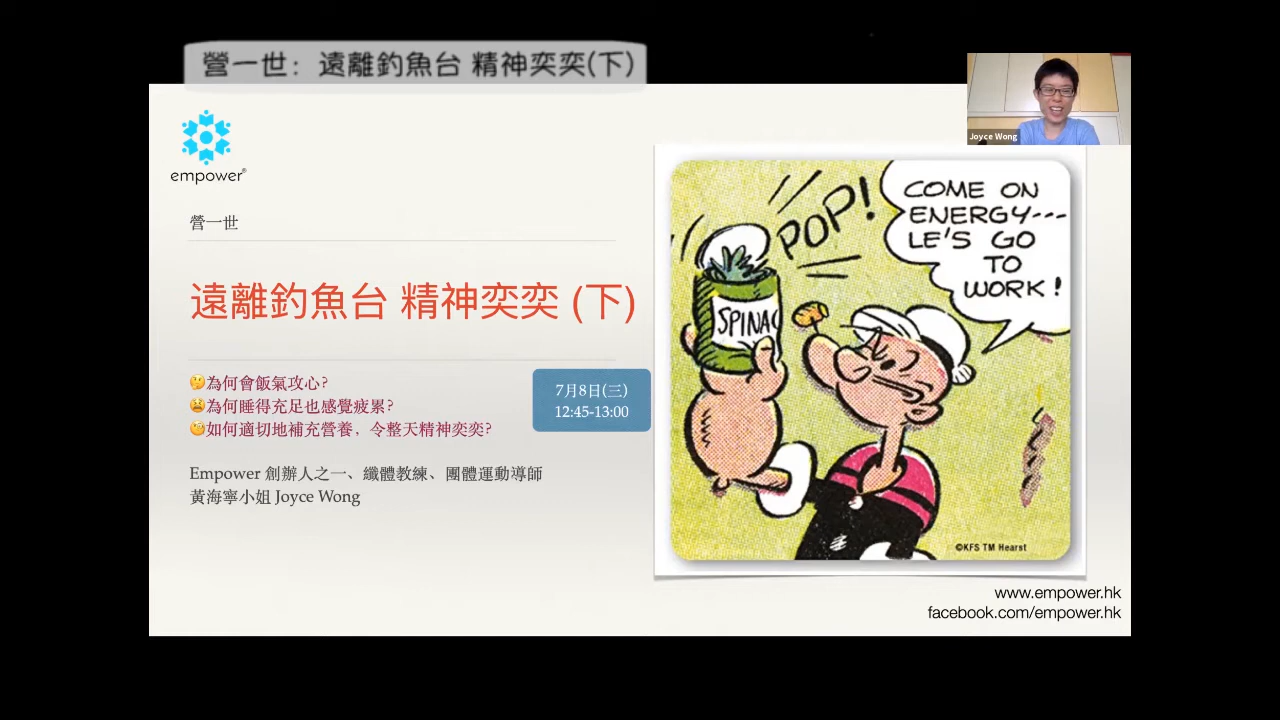 營一世：遠離釣魚台 精神奕奕(下)
Joyce Wong
empower®
營一世
遠離釣魚台 精神奕奕 (下)
🤔為何會飯氣攻心?
😫為何睡得充足也感覺疲累?
🧐如何適切地補充營養，令整天精神奕奕?
7月8日(三)
12:45-13:00
Empower 創辦人之一、纖體教練、團體運動導師
黃海寧小姐 Joyce Wong
POP!
COME ON
ENERGY---
LE'S GO
TO
WORK!
SPINAC
©KFS TM Hearst
www.empower.hk
facebook.com/empower.hk